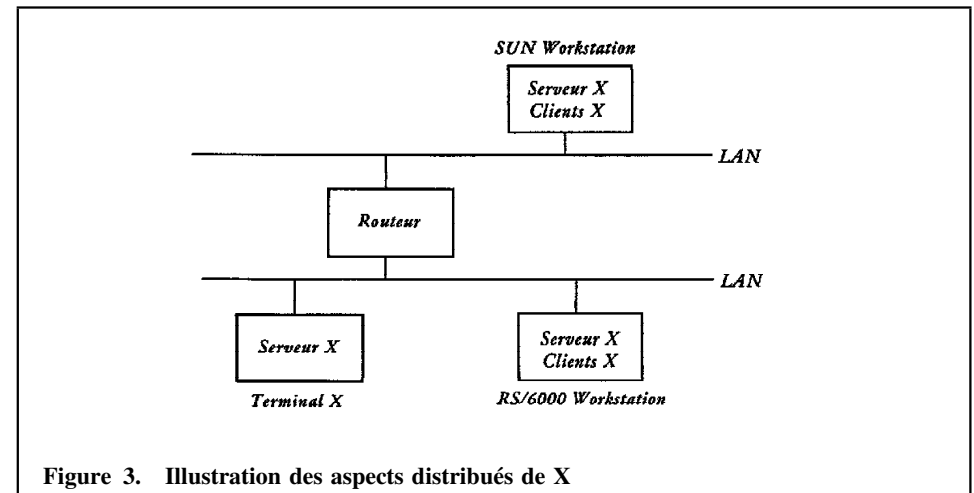 SUN Workstation
Serveur X
Clients X
LAN
Routeur
LAN
Serveur X
Terminal X
Serveur X
Clients X
RS/6000 Workstation
Figure 3. Illustration des aspects distribués de X